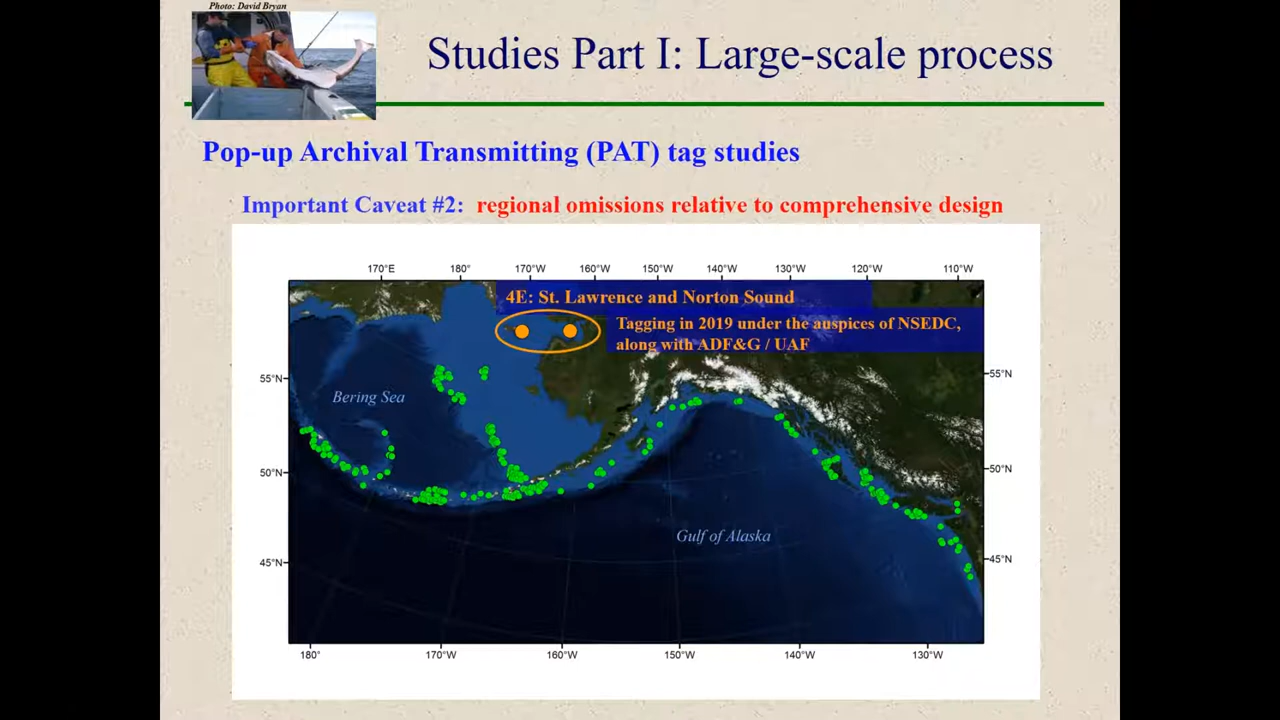 Photo: David Bryan
Studies Part I: Large-scale process
Pop-up Archival Transmitting (PAT) tag studies
Important Caveat #2: regional omissions relative to comprehensive design
170°E 180° 170°W 160°W 150°W 140°W 130°W 120°W 110°W
4E: St. Lawrence and Norton Sound
Tagging in 2019 under the auspices of NSEDC,
along with ADF&G / UAF
55°N 55°N
Bering Sea
50°N 50°N
Gulf of Alaska
45°N 45°N
180° 170°W 160°W 150°W 140°W 130°W